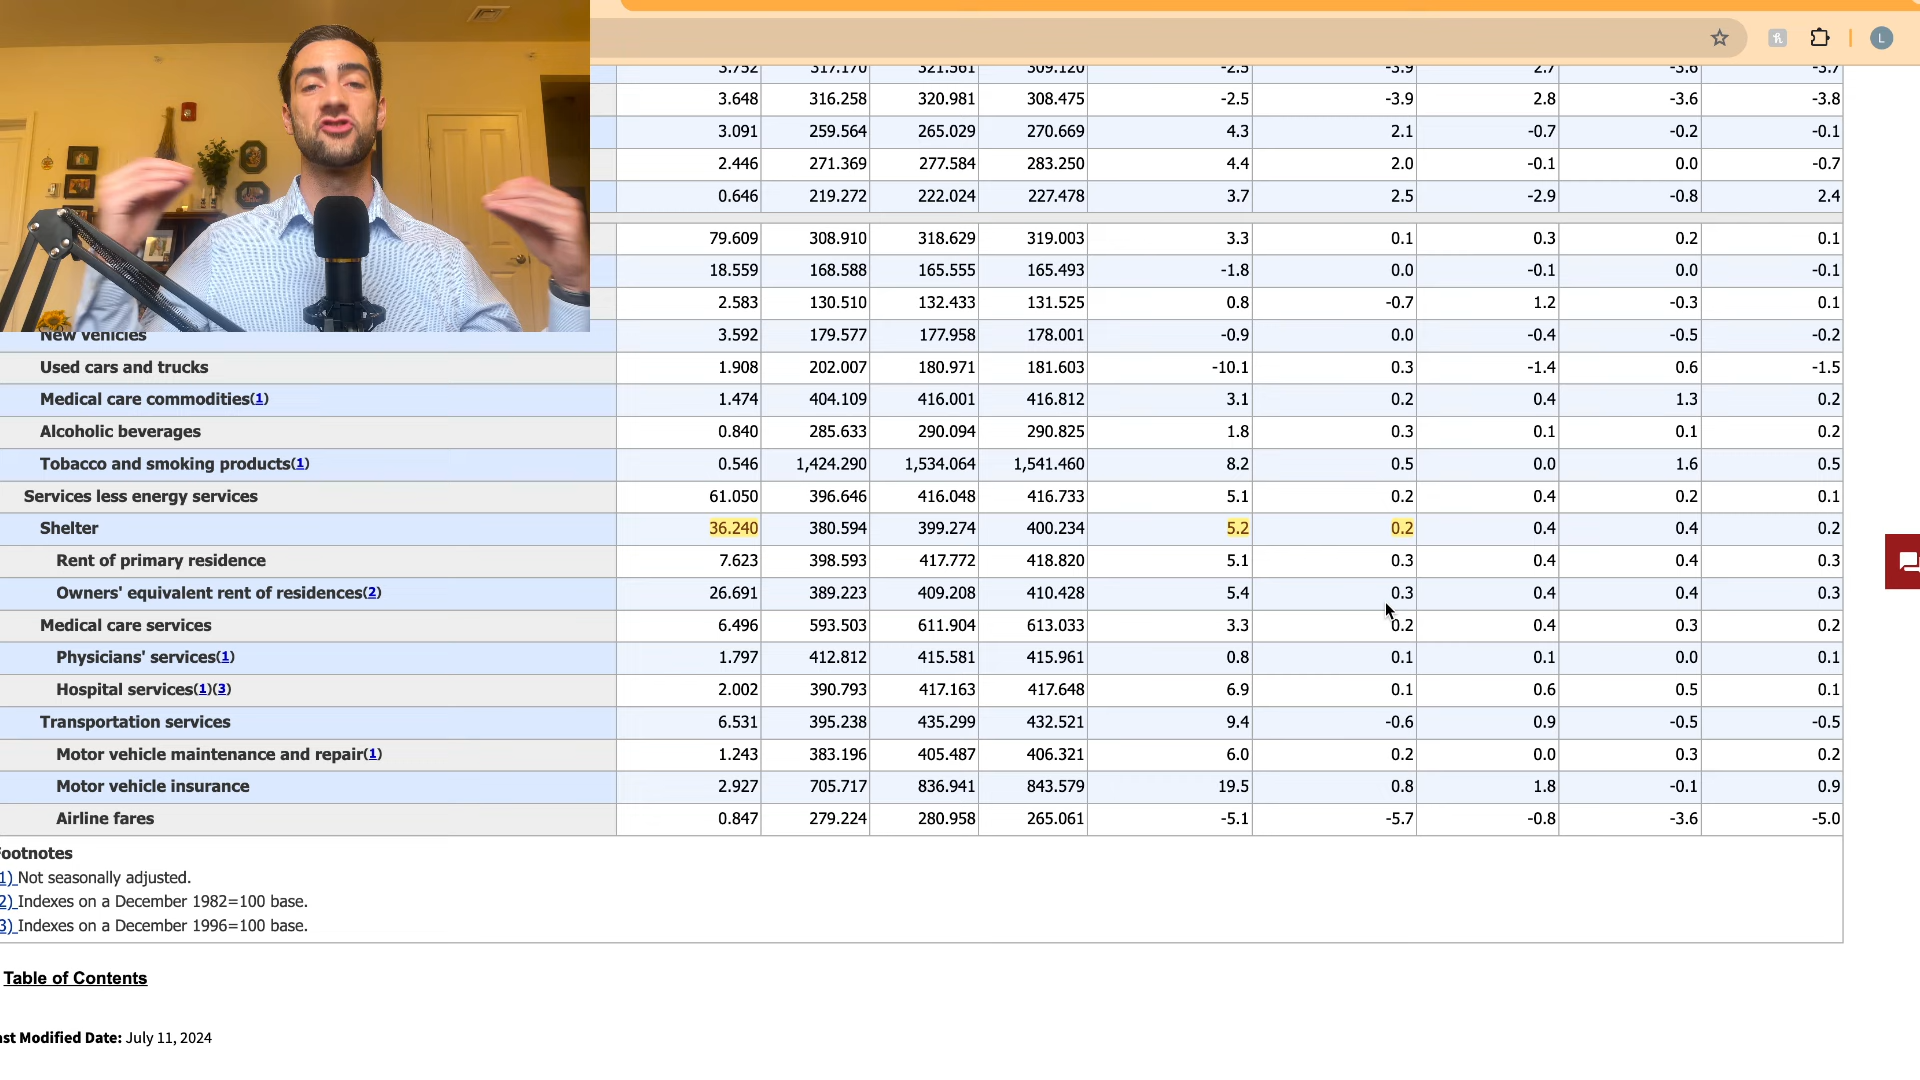 L
3.752 317.170 321.561 309.120 -2.5 -3.9 2.7 -3.6 -3.7
3.648 316.258 320.981 308.475 -2.5 -3.9 2.8 -3.6 -3.8
3.091 259.564 265.029 270.669 4.3 2.1 -0.7 -0.2 -0.1
2.446 271.369 277.584 283.250 4.4 2.0 -0.1 0.0 -0.7
0.646 219.272 222.024 227.478 3.7 2.5 -2.9 -0.8 2.4
79.609 308.910 318.629 319.003 3.3 0.1 0.3 0.2 0.1
18.559 168.588 165.555 165.493 -1.8 0.0 -0.1 0.0 -0.1
2.583 130.510 132.433 131.525 0.8 -0.7 1.2 -0.3 0.1
New vehicles 3.592 179.577 177.958 178.001 -0.9 0.0 -0.4 -0.5 -0.2
Used cars and trucks 1.908 202.007 180.971 181.603 -10.1 0.3 -1.4 0.6 -1.5
Medical care commodities(1) 1.474 404.109 416.001 416.812 3.1 0.2 0.4 1.3 0.2
Alcoholic beverages 0.840 285.633 290.094 290.825 1.8 0.3 0.1 0.1 0.2
Tobacco and smoking products(1) 0.546 1,424.290 1,534.064 1,541.460 8.2 0.5 0.0 1.6 0.5
Services less energy services 61.050 396.646 416.048 416.733 5.1 0.2 0.4 0.2 0.1
Shelter 36.240 380.594 399.274 400.234 5.2 0.2 0.4 0.4 0.2
Rent of primary residence 7.623 398.593 417.772 418.820 5.1 0.3 0.4 0.4 0.3
Owners' equivalent rent of residences(2) 26.691 389.223 409.208 410.428 5.4 0.3 0.4 0.4 0.3
Medical care services 6.496 593.503 611.904 613.033 3.3 0.2 0.4 0.3 0.2
Physicians' services(1) 1.797 412.812 415.581 415.961 0.8 0.1 0.1 0.0 0.1
Hospital services(1)(3) 2.002 390.793 417.163 417.648 6.9 0.1 0.6 0.5 0.1
Transportation services 6.531 395.238 435.299 432.521 9.4 -0.6 0.9 -0.5 -0.5
Motor vehicle maintenance and repair(1) 1.243 383.196 405.487 406.321 6.0 0.2 0.0 0.3 0.2
Motor vehicle insurance 2.927 705.717 836.941 843.579 19.5 0.8 1.8 -0.1 0.9
Airline fares 0.847 279.224 280.958 265.061 -5.1 -5.7 -0.8 -3.6 -5.0
Footnotes
1) Not seasonally adjusted.
2) Indexes on a December 1982=100 base.
3) Indexes on a December 1996=100 base.
Table of Contents
ast Modified Date: July 11, 2024